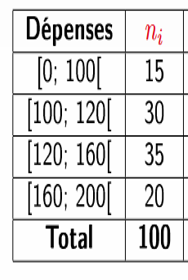 Dépenses n_i
[0; 100[ 15
[100; 120[ 30
[120; 160[ 35
[160; 200[ 20
Total 100